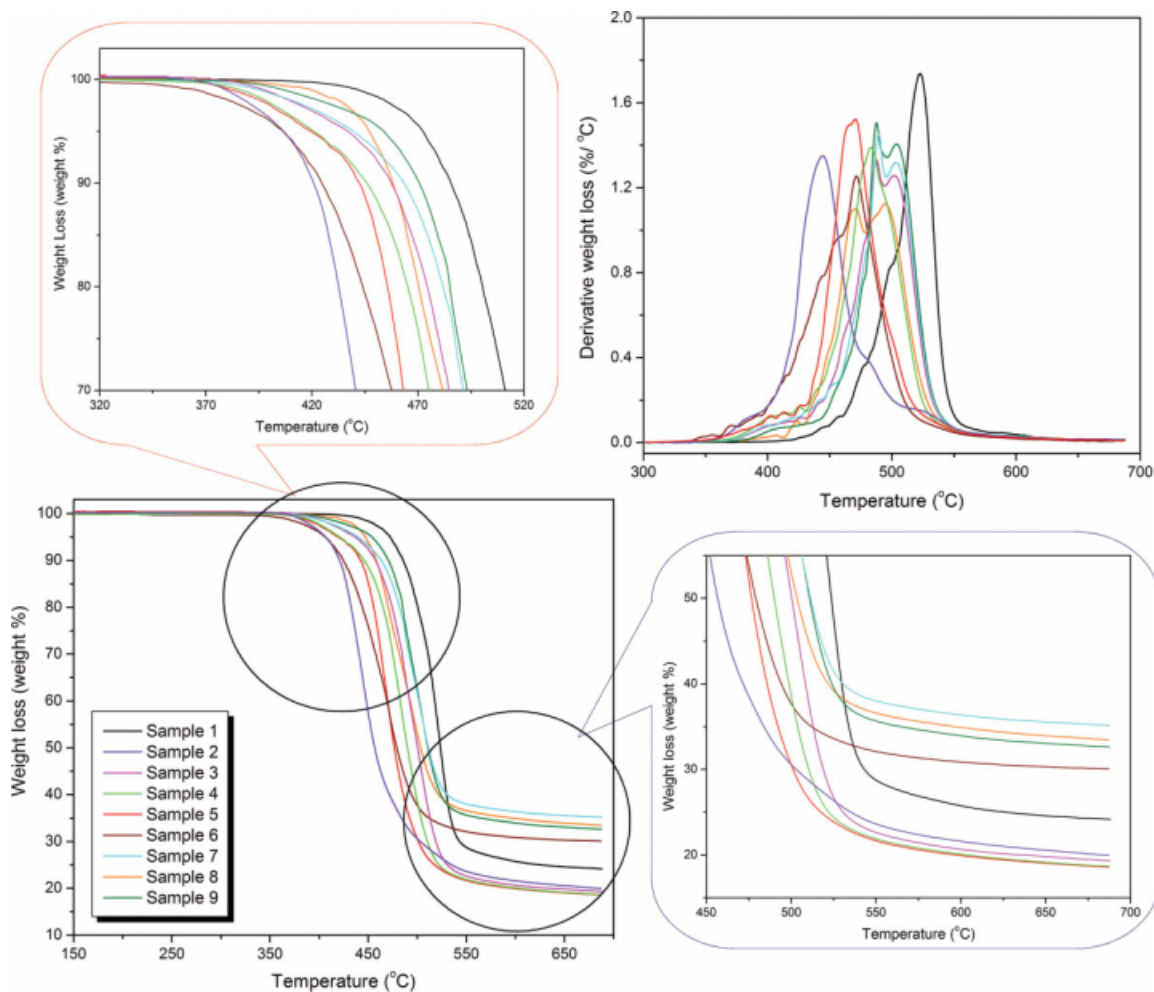 100
90
80
70
320
370
420
470
520
Weight Loss (weight %)
Temperature (°C)
2.0
1.6
1.2
0.8
0.4
0.0
300
400
500
600
700
Derivative weight loss (%/ °C)
Temperature (°C)
100
90
80
70
60
50
40
30
20
10
150
250
350
450
550
650
Weight loss (weight %)
Temperature (°C)
Sample 1
Sample 2
Sample 3
Sample 4
Sample 5
Sample 6
Sample 7
Sample 8
Sample 9
50
40
30
20
450
500
550
600
650
700
Weight loss (weight %)
Temperature (°C)